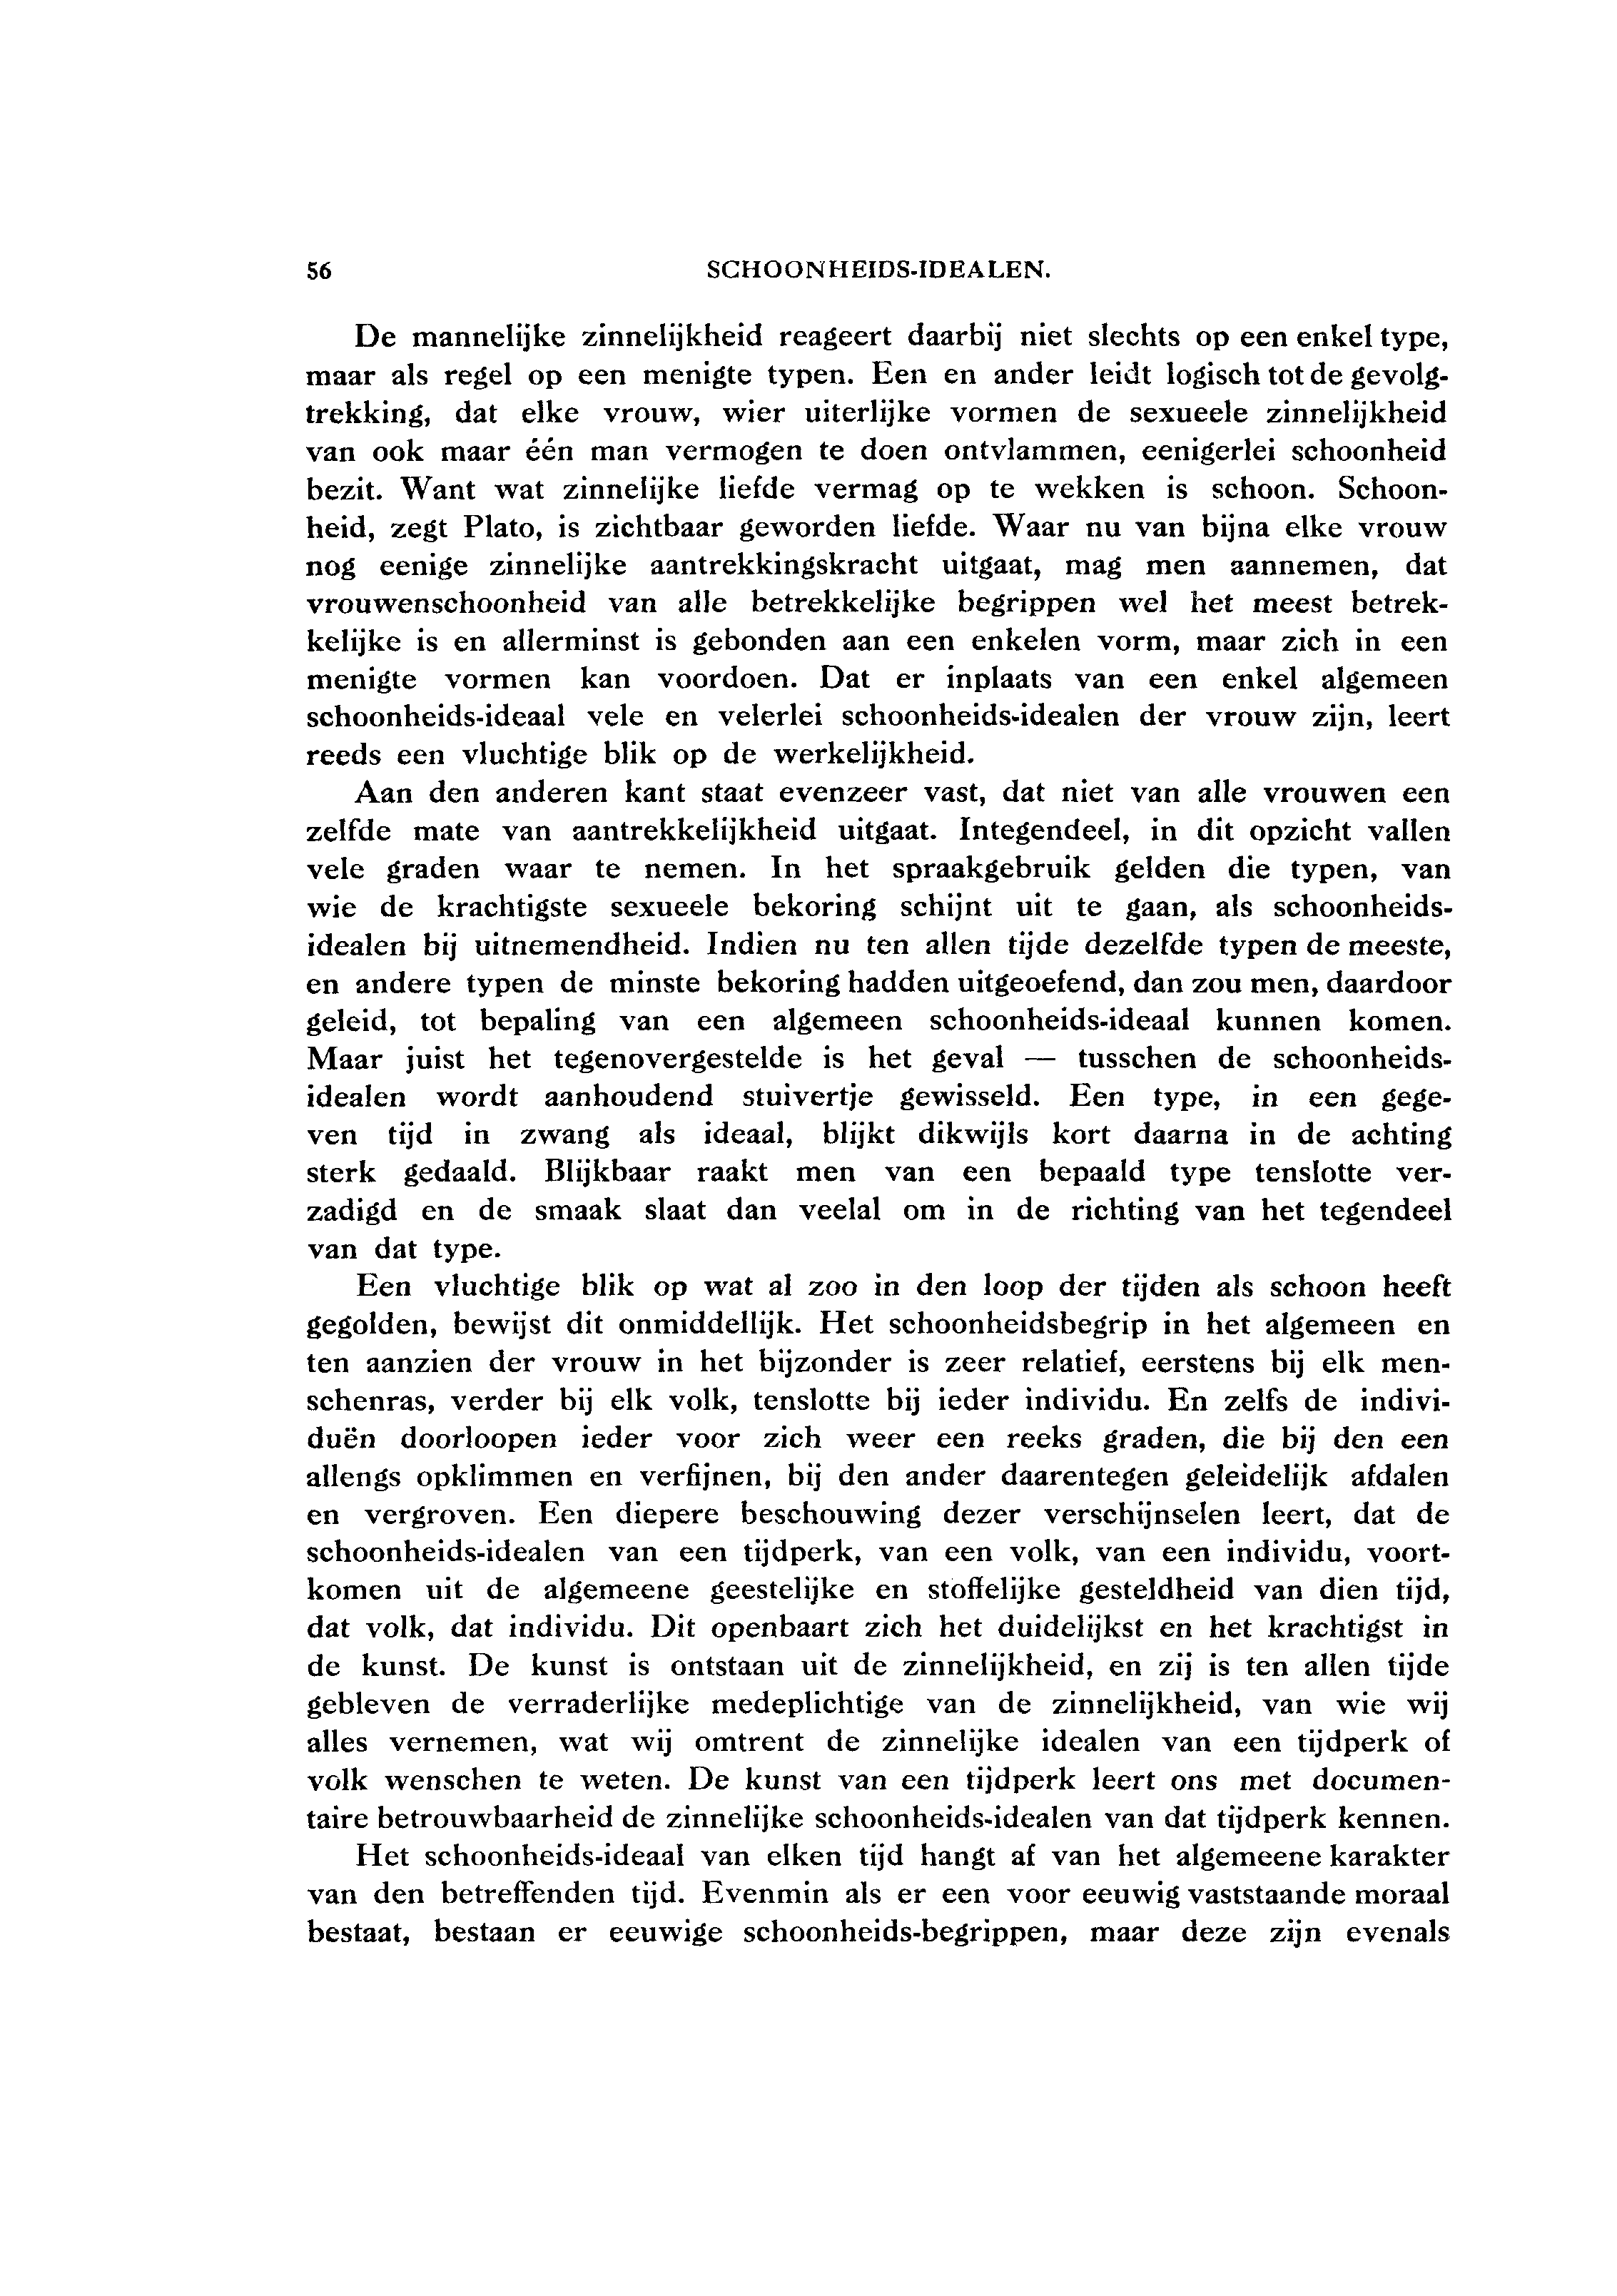 56 SCHOONHEIDS-IDEALEN.
De mannelijke zinnelijkheid reageert daarbij niet slechts op een enkel type,
maar als regel op een menigte typen. Een en ander leidt logisch tot de gevolg-
trekking, dat elke vrouw, wier uiterlijke vormen de sexueele zinnelijkheid
van ook maar één man vermogen te doen ontvlammen, eenigerlei schoonheid
bezit. Want wat zinnelijke liefde vermag op te wekken is schoon. Schoon-
heid, zegt Plato, is zichtbaar geworden liefde. Waar nu van bijna elke vrouw
nog eenige zinnelijke aantrekkingskracht uitgaat, mag men aannemen, dat
vrouwenschoonheid van alle betrekkelijke begrippen wel het meest betrek-
kelijke is en allerminst is gebonden aan een enkelen vorm, maar zich in een
menigte vormen kan voordoen. Dat er inplaats van een enkel algemeen
schoonheids-ideaal vele en velerlei schoonheids-idealen der vrouw zijn, leert
reeds een vluchtige blik op de werkelijkheid.
Aan den anderen kant staat evenzeer vast, dat niet van alle vrouwen een
zelfde mate van aantrekkelijkheid uitgaat. Integendeel, in dit opzicht vallen
vele graden waar te nemen. In het spraakgebruik gelden die typen, van
wie de krachtigste sexueele bekoring schijnt uit te gaan, als schoonheids-
idealen bij uitnemendheid. Indien nu ten allen tijde dezelfde typen de meeste,
en andere typen de minste bekoring hadden uitgeoefend, dan zou men, daardoor
geleid, tot bepaling van een algemeen schoonheids-ideaal kunnen komen.
Maar juist het tegenovergestelde is het geval — tusschen de schoonheids-
idealen wordt aanhoudend stuivertje gewisseld. Een type, in een gege-
ven tijd in zwang als ideaal, blijkt dikwijls kort daarna in de achting
sterk gedaald. Blijkbaar raakt men van een bepaald type tenslotte ver-
zadigd en de smaak slaat dan veelal om in de richting van het tegendeel
van dat type.
Een vluchtige blik op wat al zoo in den loop der tijden als schoon heeft
gegolden, bewijst dit onmiddellijk. Het schoonheidsbegrip in het algemeen en
ten aanzien der vrouw in het bijzonder is zeer relatief, eerstens bij elk men-
schenras, verder bij elk volk, tenslotte bij ieder individu. En zelfs de indivi-
duën doorloopen ieder voor zich weer een reeks graden, die bij den een
allengs opklimmen en verfijnen, bij den ander daarentegen geleidelijk afdalen
en vergroven. Een diepere beschouwing dezer verschijnselen leert, dat de
schoonheids-idealen van een tijdperk, van een volk, van een individu, voort-
komen uit de algemeene geestelijke en stoffelijke gesteldheid van dien tijd,
dat volk, dat individu. Dit openbaart zich het duidelijkst en het krachtigst in
de kunst. De kunst is ontstaan uit de zinnelijkheid, en zij is ten allen tijde
gebleven de verraderlijke medeplichtige van de zinnelijkheid, van wie wij
alles vernemen, wat wij omtrent de zinnelijke idealen van een tijdperk of
volk wenschen te weten. De kunst van een tijdperk leert ons met documen-
taire betrouwbaarheid de zinnelijke schoonheids-idealen van dat tijdperk kennen.
Het schoonheids-ideaal van elken tijd hangt af van het algemeene karakter
van den betreffenden tijd. Evenmin als er een voor eeuwig vaststaande moraal
bestaat, bestaan er eeuwige schoonheids-begrippen, maar deze zijn evenals